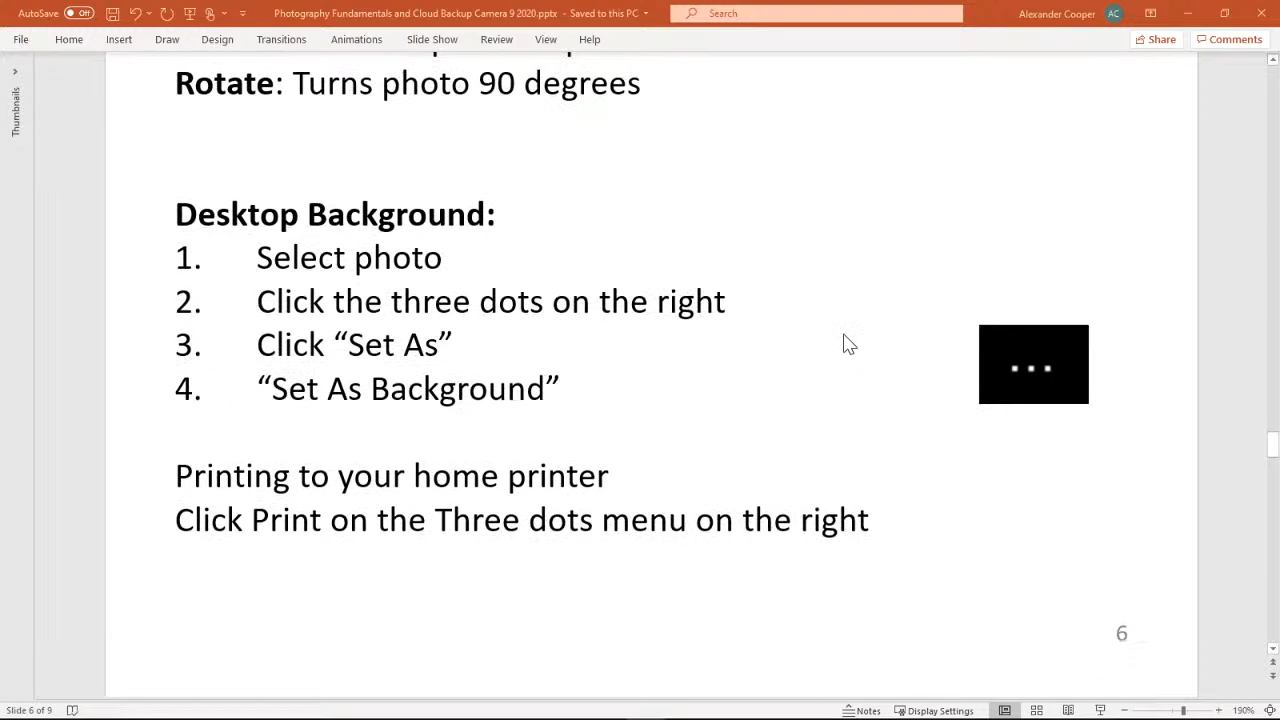 AutoSave Off Photography Fundamentals and Cloud Backup Camera 9 2020.pptx - Saved to this PC Search Alexander Cooper AC
File Home Insert Draw Design Transitions Animations Slide Show Review View Help Share Comments
Thumbnails
Rotate: Turns photo 90 degrees
Desktop Background:
1. Select photo
2. Click the three dots on the right
3. Click “Set As”
4. “Set As Background”
Printing to your home printer
Click Print on the Three dots menu on the right
6
Slide 6 of 9 Notes Display Settings 190%